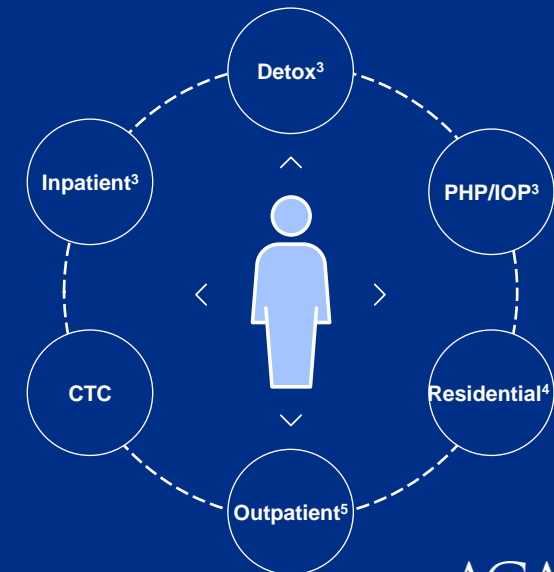 Detox³
Inpatient³
PHP/IOP³
CTC
Residential⁴
Outpatient⁵